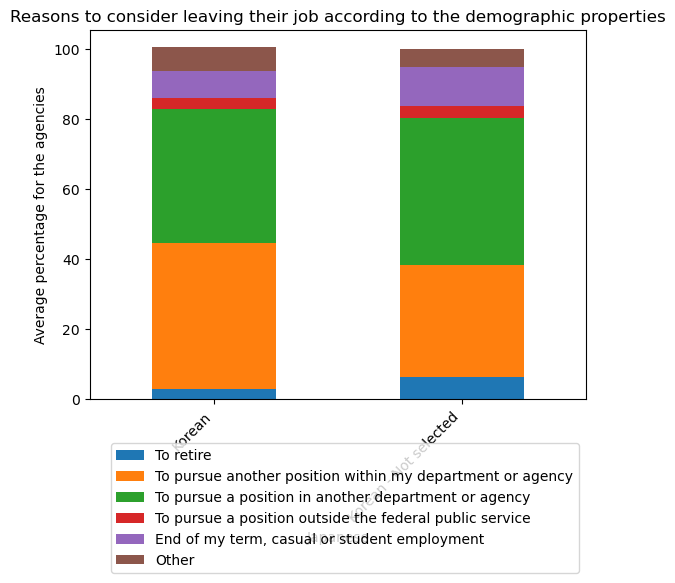 Reasons to consider leaving their job according to the demographic properties
Average percentage for the agencies
100
80
60
40
20
0
Korean
Korean - Not selected
To retire
To pursue another position within my department or agency
To pursue a position in another department or agency
To pursue a position outside the federal public service
End of my term, casual or student employment
Other